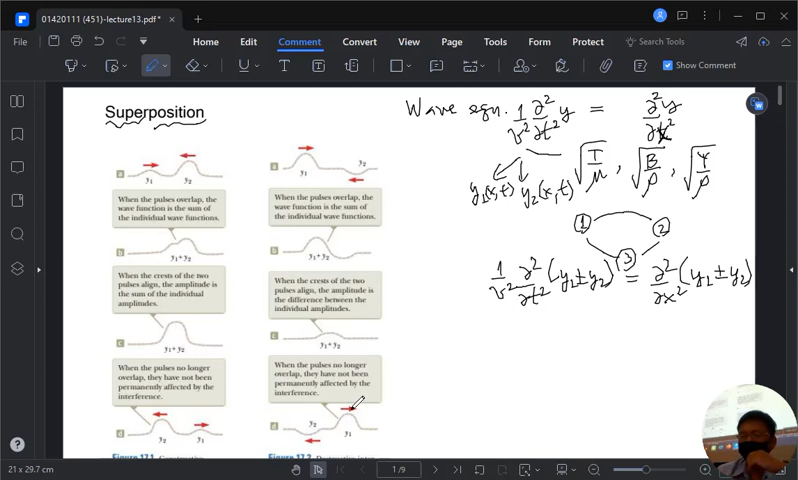 01420111 (451)-lecture13.pdf *
File
Home
Edit
Comment
Convert
View
Page
Tools
Form
Protect
Search Tools
Show Comment
Superposition
a
y1
y2
When the pulses overlap, the
wave function is the sum of
the individual wave functions.
b
y1+y2
When the crests of the two
pulses align, the amplitude is
the sum of the individual
amplitudes.
c
y1+y2
When the pulses no longer
overlap, they have not been
permanently affected by the
interference.
d
y2
y1
a
y1
y2
When the pulses overlap, the
wave function is the sum of
the individual wave functions.
b
y1+y2
When the crests of the two
pulses align, the amplitude is
the difference between the
individual amplitudes.
c
y1+y2
When the pulses no longer
overlap, they have not been
permanently affected by the
interference.
d
y2
y1
Figure 17.1
Figure 17.2
Wave eqn. 1/v² ∂²/∂t² y = ∂²y/∂x²
y1(x,t) y2(x,t) √T/μ, √B/ρ, √Y/ρ
1 2
3
1/v² ∂²/∂t² (y1±y2) = ∂²/∂x² (y1±y2)
21 x 29.7 cm
1 /9
100%